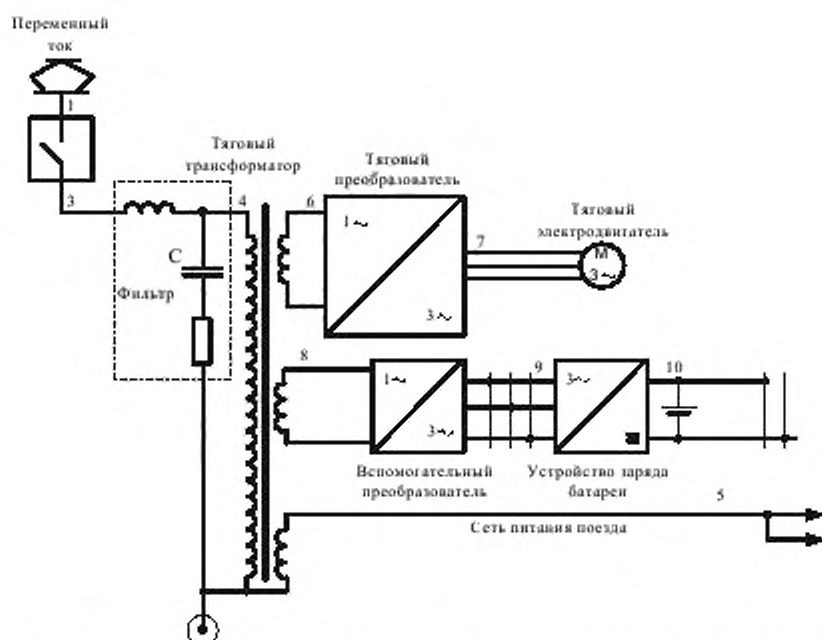 Переменный
ток
1
3
Тяговый
трансформатор
4
6
Тяговый
преобразователь
1~
3~
7
Тяговый
электродвигатель
М
3~
С
Фильтр
8
1~
3~
9
3~
10
Вспомогательный
преобразователь
Устройство заряда
батареи
5
Сеть питания поезда